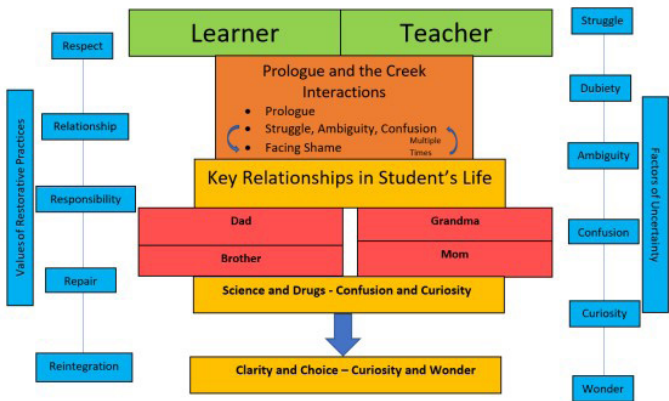 Learner
Teacher
Prologue and the Creek
Interactions
• Prologue
• Struggle, Ambiguity, Confusion
• Facing Shame
Multiple
Times
Key Relationships in Student's Life
Dad
Grandma
Brother
Mom
Science and Drugs - Confusion and Curiosity
Clarity and Choice – Curiosity and Wonder
Values of Restorative Practices
Respect
Relationship
Responsibility
Repair
Reintegration
Struggle
Dubiety
Ambiguity
Confusion
Curiosity
Wonder
Factors of Uncertainty